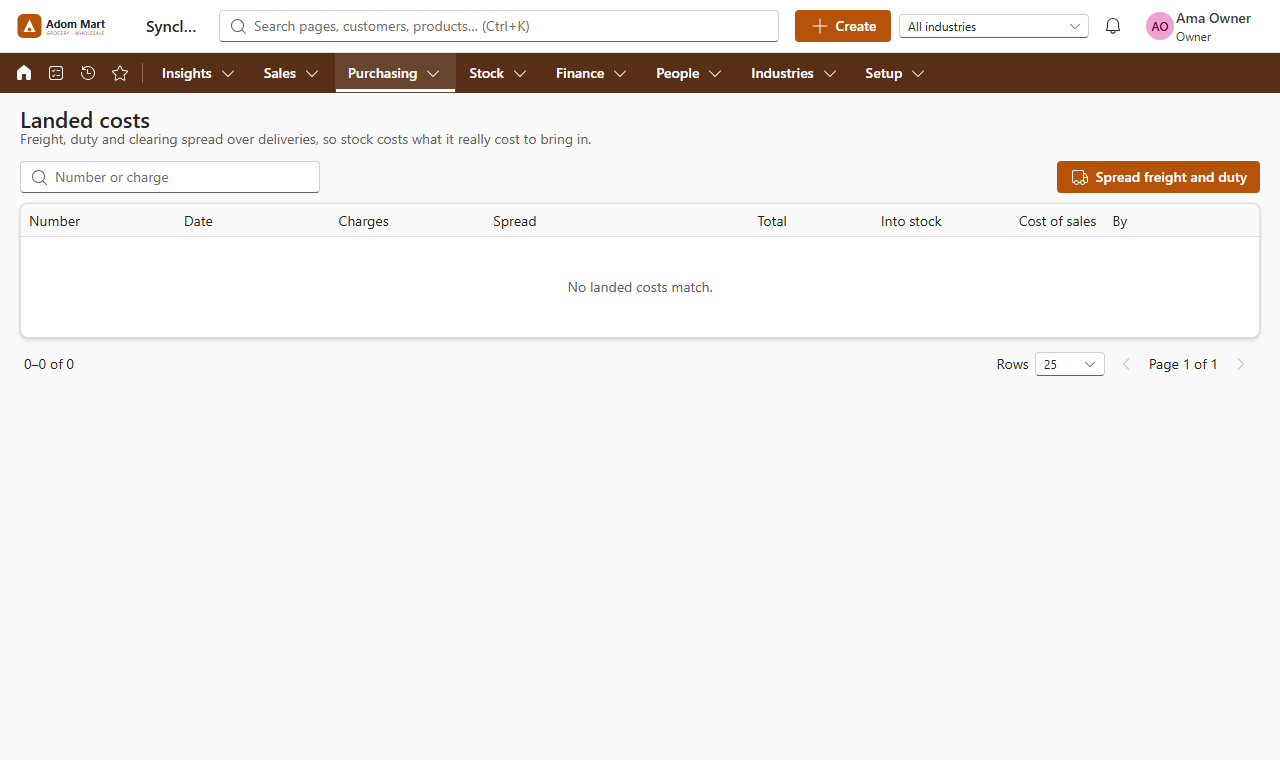 Adom Mart
GROCERY · WHOLESALE
Syncl...
Search pages, customers, products... (Ctrl+K)
Create
All industries
AO
Ama Owner
Owner
Insights
Sales
Purchasing
Stock
Finance
People
Industries
Setup
Landed costs
Freight, duty and clearing spread over deliveries, so stock costs what it really cost to bring in.
Number or charge
Spread freight and duty
Number Date Charges Spread Total Into stock Cost of sales By
No landed costs match.
0–0 of 0
Rows 25 Page 1 of 1